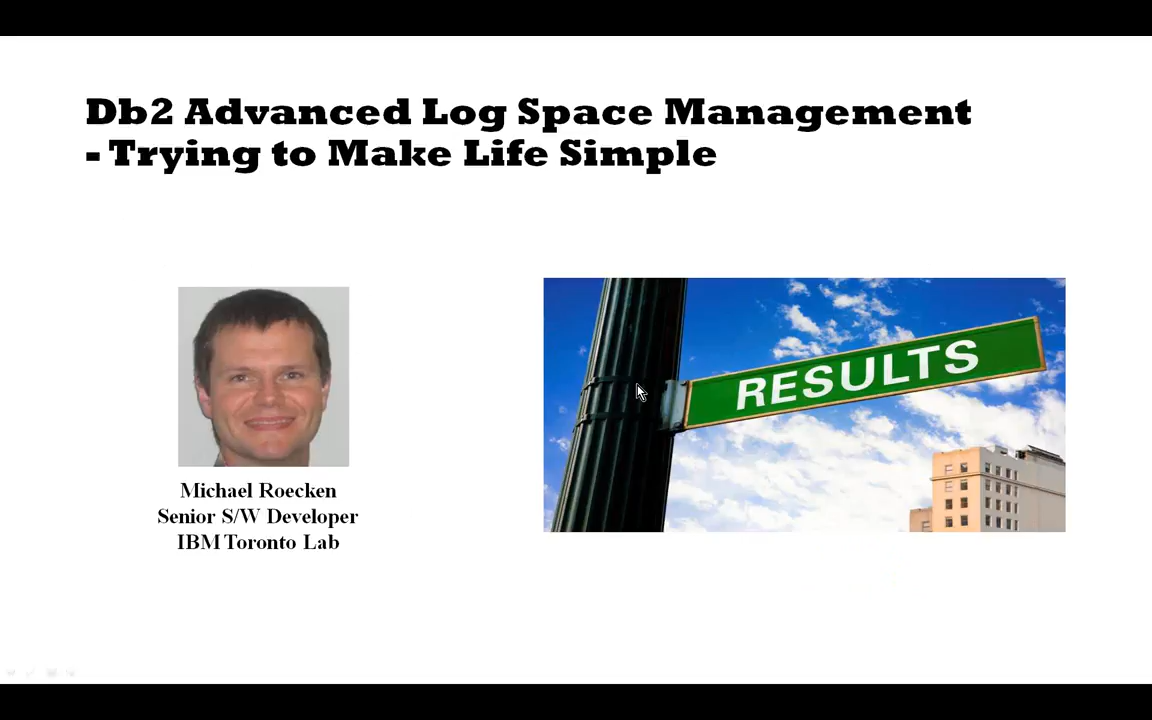 Db2 Advanced Log Space Management
- Trying to Make Life Simple
RESULTS
Michael Roecken
Senior S/W Developer
IBM Toronto Lab